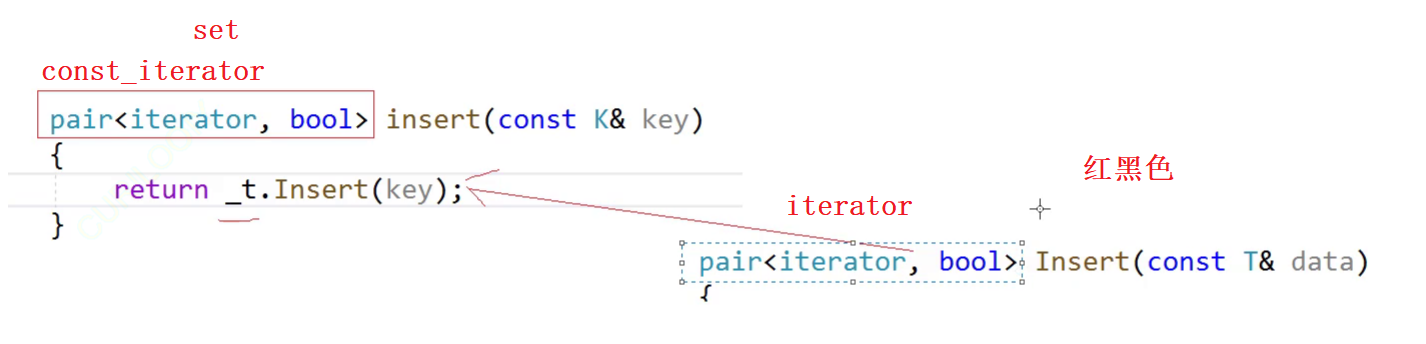 set
const_iterator
pair<iterator, bool> insert(const K& key)
{
return _t.Insert(key);
}
红黑色
iterator
pair<iterator, bool> Insert(const T& data)
{